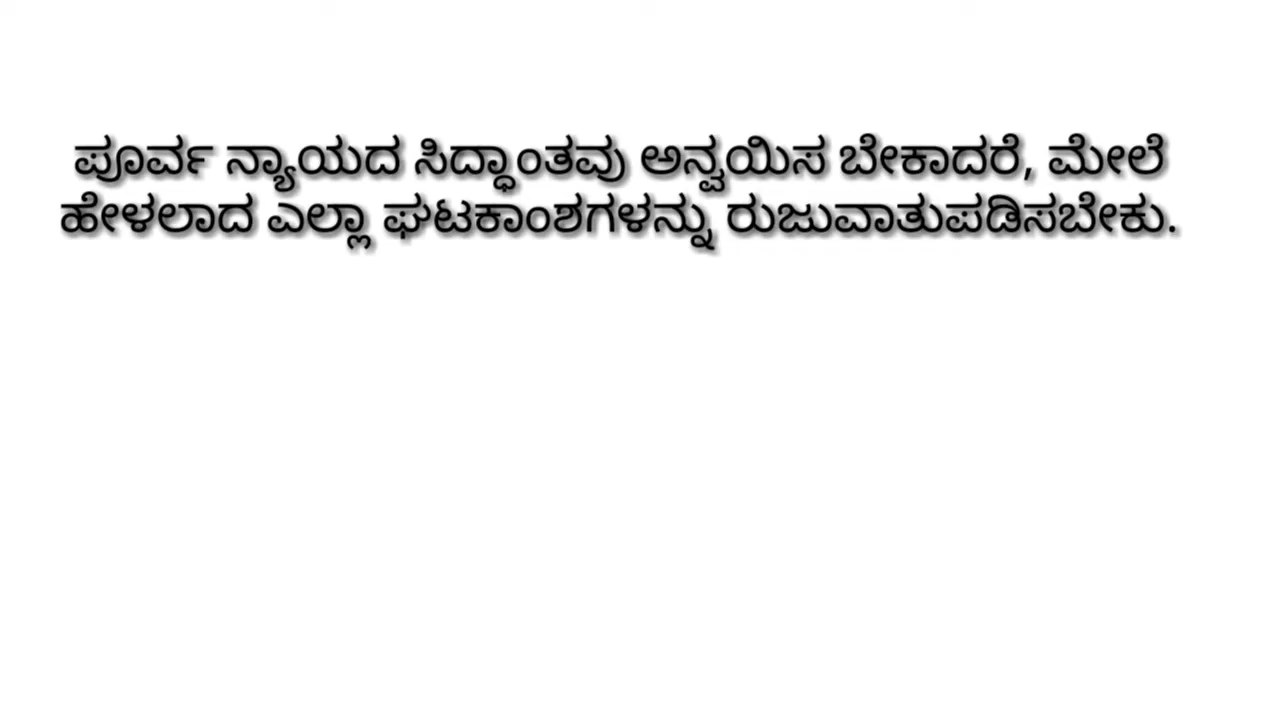 ಪೂರ್ವ ನ್ಯಾಯದ ಸಿದ್ಧಾಂತವು ಅನ್ವಯಿಸ ಬೇಕಾದರೆ, ಮೇಲೆ
ಹೇಳಲಾದ ಎಲ್ಲಾ ಘಟಕಾಂಶಗಳನ್ನು ರುಜುವಾತುಪಡಿಸಬೇಕು.